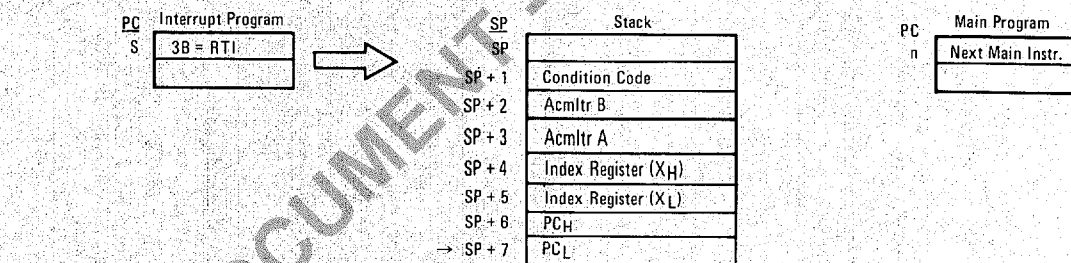 PC Interrupt Program
S 3B = RTI
SP Stack
SP
SP + 1 Condition Code
SP + 2 Acmltr B
SP + 3 Acmltr A
SP + 4 Index Register (XH)
SP + 5 Index Register (XL)
SP + 6 PCH
→ SP + 7 PCL
PC Main Program
n Next Main Instr.
CUMENT